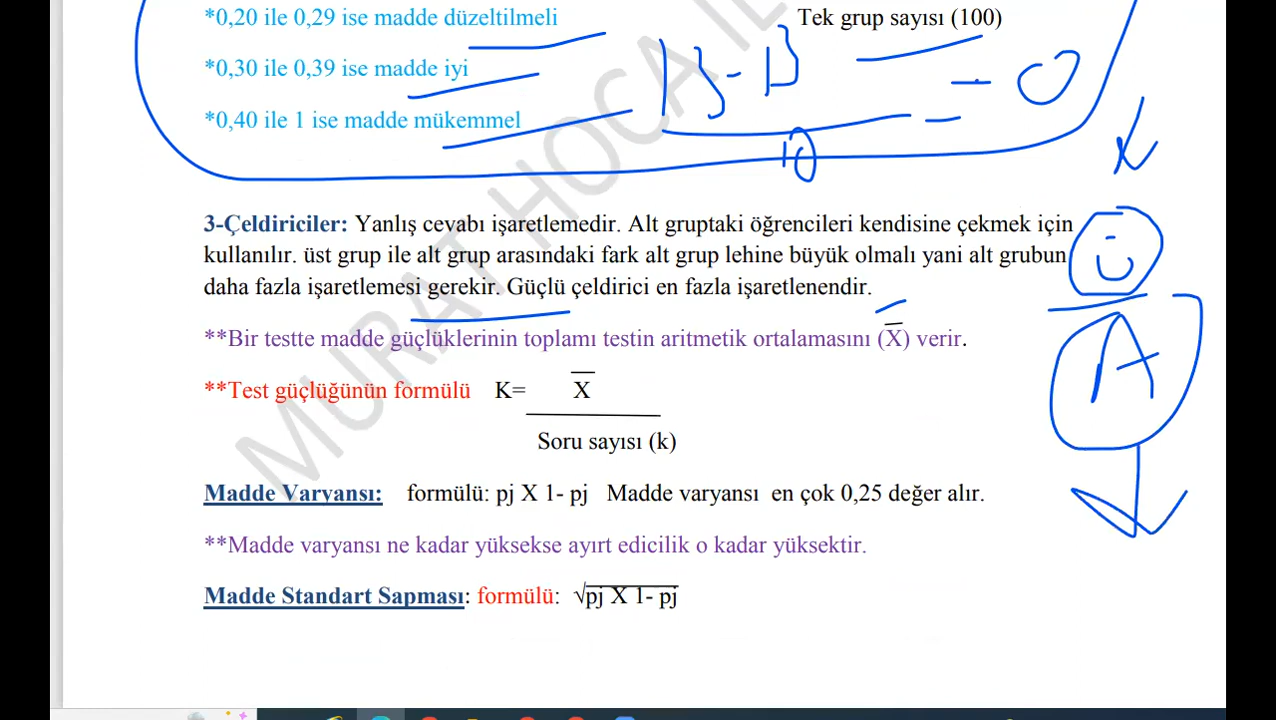 *0,20 ile 0,29 ise madde düzeltilmeli Tek grup sayısı (100)
*0,30 ile 0,39 ise madde iyi
*0,40 ile 1 ise madde mükemmel
10
3-Çeldiriciler: Yanlış cevabı işaretlemedir. Alt gruptaki öğrencileri kendisine çekmek için
kullanılır. üst grup ile alt grup arasındaki fark alt grup lehine büyük olmalı yani alt grubun
daha fazla işaretlemesi gerekir. Güçlü çeldirici en fazla işaretlenendir.
Ü
A
**Bir testte madde güçlüklerinin toplamı testin aritmetik ortalamasını (X̅) verir.
**Test güçlüğünün formülü K= X̅
Soru sayısı (k)
Madde Varyansı: formülü: pj X 1- pj Madde varyansı en çok 0,25 değer alır.
**Madde varyansı ne kadar yüksekse ayırt edicilik o kadar yüksektir.
Madde Standart Sapması: formülü: √pj X 1- pj
MURAT HOCA İLE